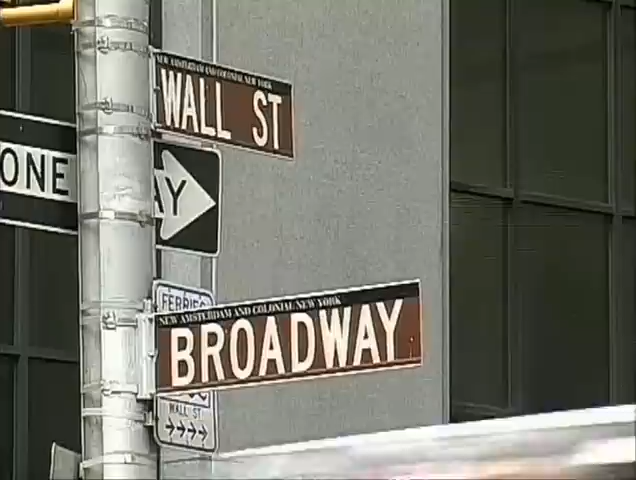 NEW AMSTERDAM AND COLONIAL NEW YORK
WALL ST
ONE
AY
FERRIES
NEW AMSTERDAM AND COLONIAL NEW YORK
BROADWAY
WALL ST